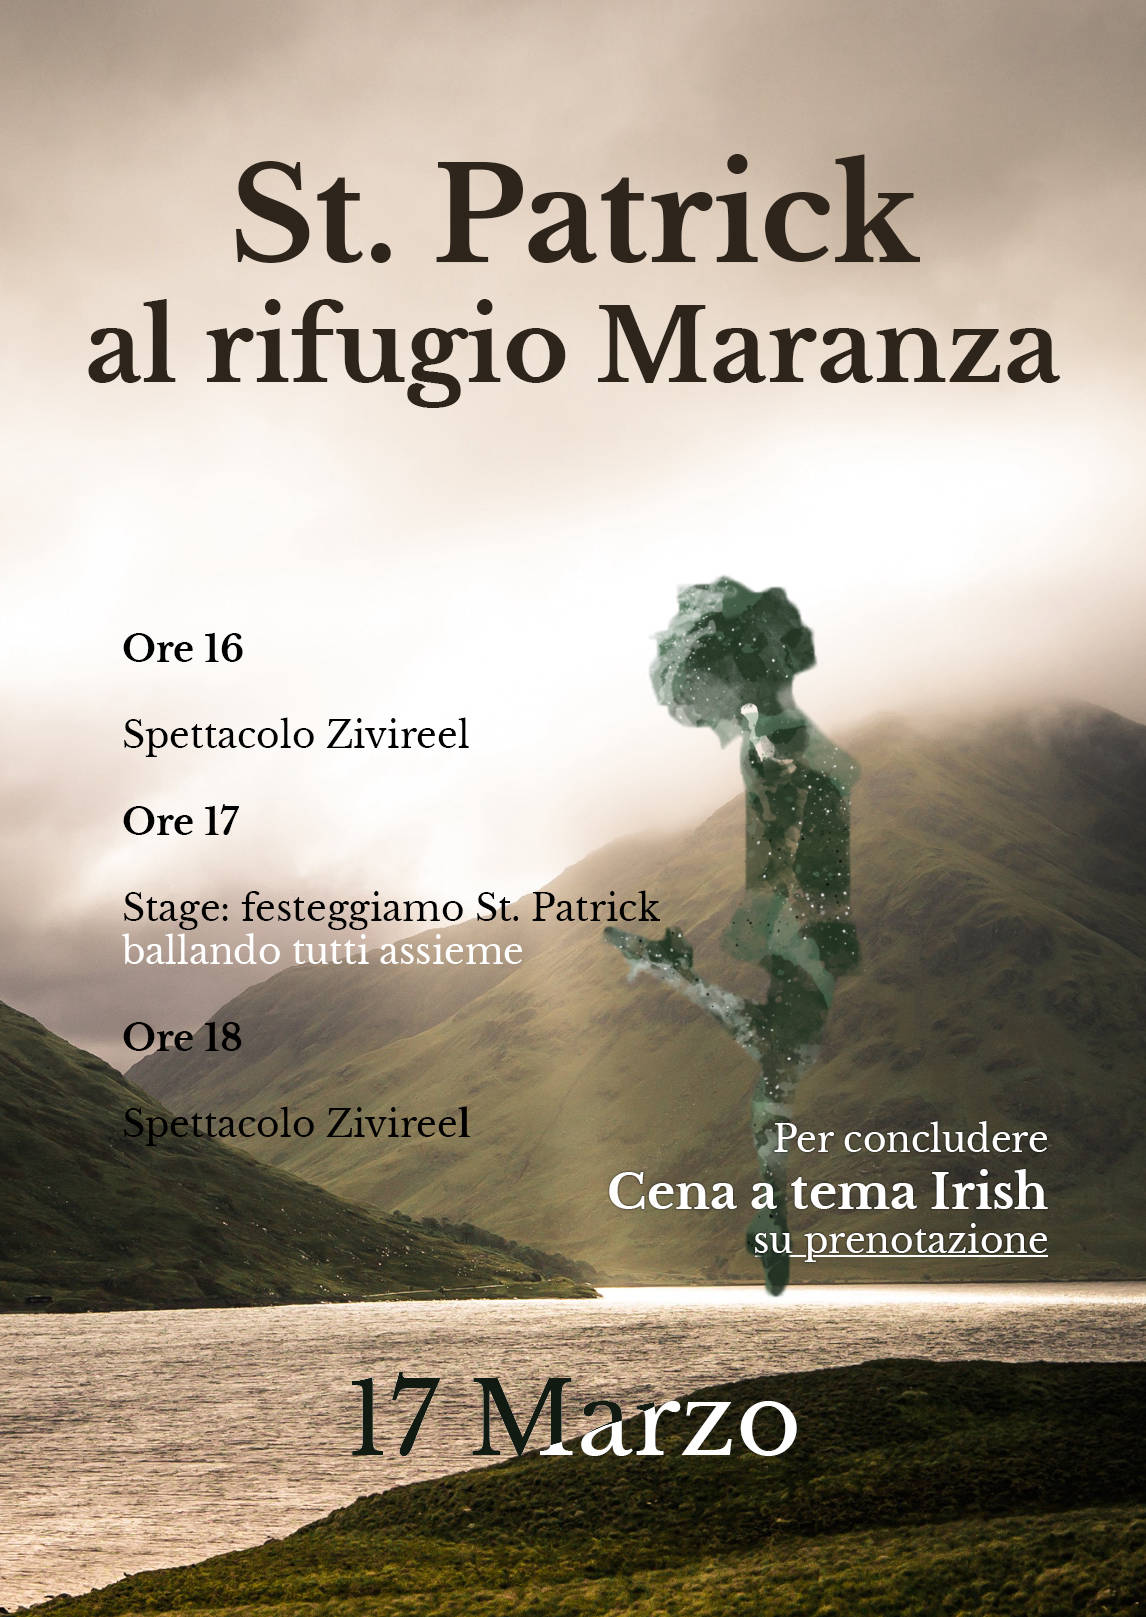 St. Patrick
al rifugio Maranza
Ore 16
Spettacolo Zivireel
Ore 17
Stage: festeggiamo St. Patrick
ballando tutti assieme
Ore 18
Spettacolo Zivireel
Per concludere
Cena a tema Irish
su prenotazione
17 Marzo